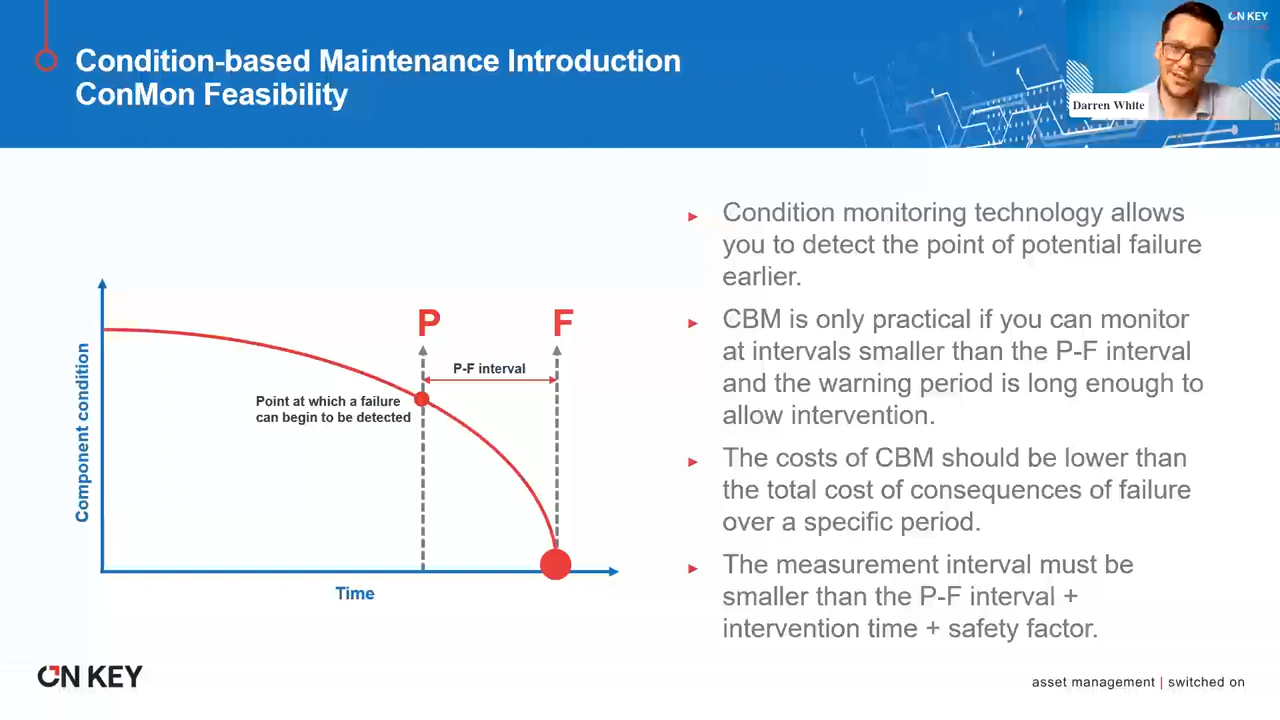 Condition-based Maintenance Introduction
ConMon Feasibility
ON KEY
Darren White
Condition monitoring technology allows
you to detect the point of potential failure
earlier.
CBM is only practical if you can monitor
at intervals smaller than the P-F interval
and the warning period is long enough to
allow intervention.
The costs of CBM should be lower than
the total cost of consequences of failure
over a specific period.
The measurement interval must be
smaller than the P-F interval +
intervention time + safety factor.
P
F
P-F interval
Point at which a failure
can begin to be detected
Component condition
Time
ON KEY
asset management | switched on